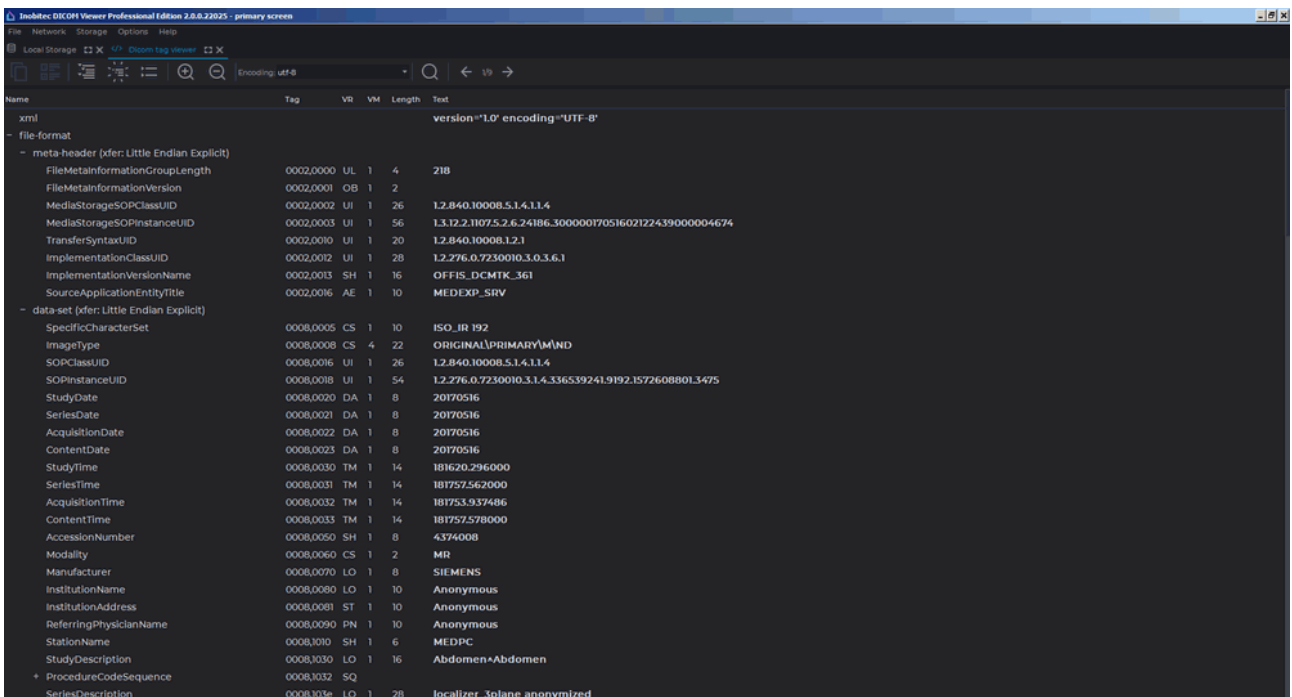 Inobitec DICOM Viewer Professional Edition 2.0.0.22025 - primary screen
File Network Storage Options Help
Local Storage </> Dicom tag viewer
Encoding: utf-8 1/9
Name Tag VR VM Length Text
xml version='1.0' encoding='UTF-8'
− file-format
− meta-header (xfer: Little Endian Explicit)
FileMetaInformationGroupLength 0002,0000 UL 1 4 218
FileMetaInformationVersion 0002,0001 OB 1 2
MediaStorageSOPClassUID 0002,0002 UI 1 26 1.2.840.10008.5.1.4.1.1.4
MediaStorageSOPInstanceUID 0002,0003 UI 1 56 1.3.12.2.1107.5.2.6.24186.30000017051602122439000004674
TransferSyntaxUID 0002,0010 UI 1 20 1.2.840.10008.1.2.1
ImplementationClassUID 0002,0012 UI 1 28 1.2.276.0.7230010.3.0.3.6.1
ImplementationVersionName 0002,0013 SH 1 16 OFFIS_DCMTK_361
SourceApplicationEntityTitle 0002,0016 AE 1 10 MEDEXP_SRV
− data-set (xfer: Little Endian Explicit)
SpecificCharacterSet 0008,0005 CS 1 10 ISO_IR 192
ImageType 0008,0008 CS 4 22 ORIGINAL\PRIMARY\M\ND
SOPClassUID 0008,0016 UI 1 26 1.2.840.10008.5.1.4.1.1.4
SOPInstanceUID 0008,0018 UI 1 54 1.2.276.0.7230010.3.1.4.336539241.9192.1572608801.3475
StudyDate 0008,0020 DA 1 8 20170516
SeriesDate 0008,0021 DA 1 8 20170516
AcquisitionDate 0008,0022 DA 1 8 20170516
ContentDate 0008,0023 DA 1 8 20170516
StudyTime 0008,0030 TM 1 14 181620.296000
SeriesTime 0008,0031 TM 1 14 181757.562000
AcquisitionTime 0008,0032 TM 1 14 181753.937486
ContentTime 0008,0033 TM 1 14 181757.578000
AccessionNumber 0008,0050 SH 1 8 4374008
Modality 0008,0060 CS 1 2 MR
Manufacturer 0008,0070 LO 1 8 SIEMENS
InstitutionName 0008,0080 LO 1 10 Anonymous
InstitutionAddress 0008,0081 ST 1 10 Anonymous
ReferringPhysicianName 0008,0090 PN 1 10 Anonymous
StationName 0008,1010 SH 1 6 MEDPC
StudyDescription 0008,1030 LO 1 16 Abdomen^Abdomen
+ ProcedureCodeSequence 0008,1032 SQ
SeriesDescription 0008,103e LO 1 28 localizer_3plane anonymized